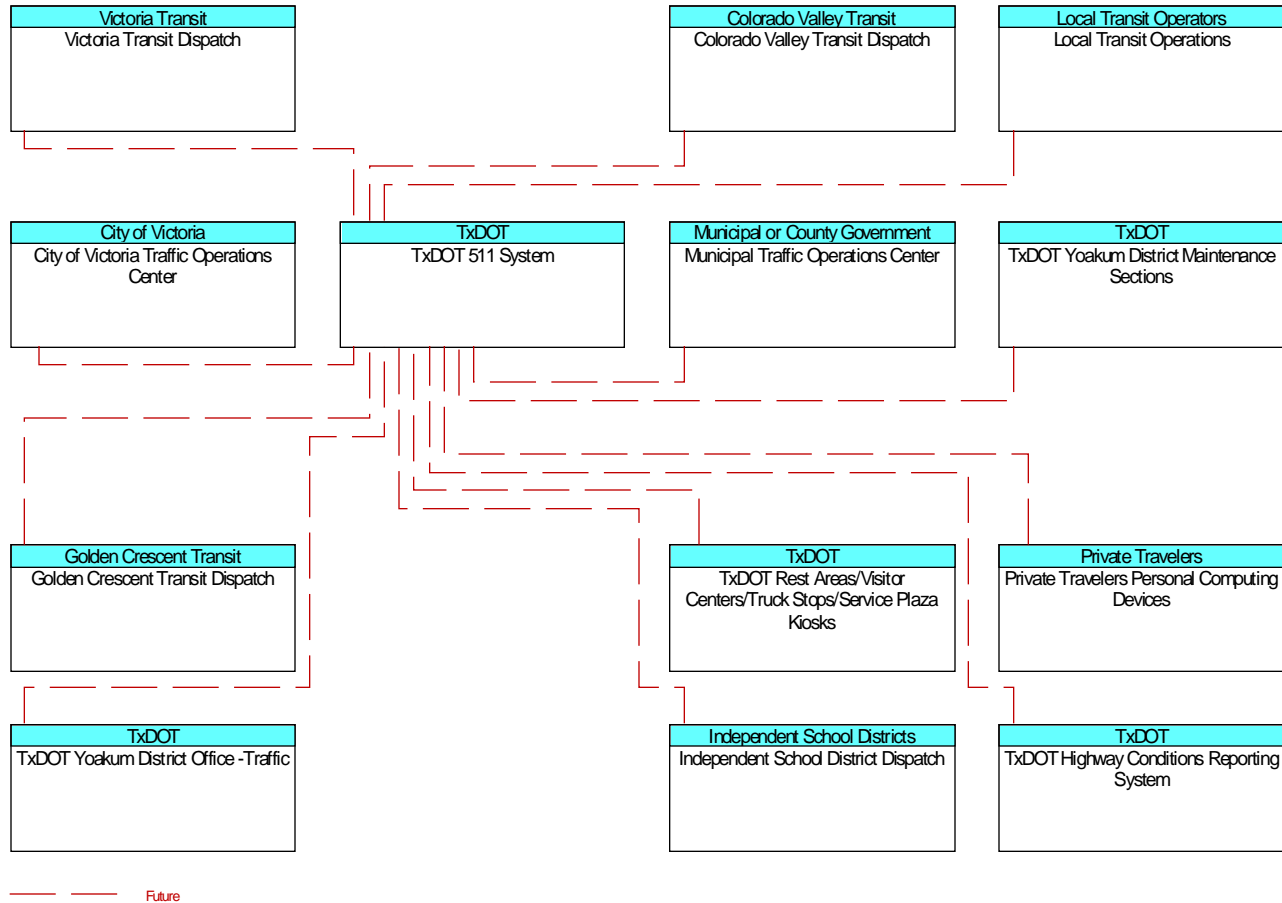 Victoria Transit
Victoria Transit Dispatch
Colorado Valley Transit
Colorado Valley Transit Dispatch
Local Transit Operators
Local Transit Operations
City of Victoria
City of Victoria Traffic Operations
Center
TxDOT
TxDOT 511 System
Municipal or County Government
Municipal Traffic Operations Center
TxDOT
TxDOT Yoakum District Maintenance
Sections
Golden Crescent Transit
Golden Crescent Transit Dispatch
TxDOT
TxDOT Rest Areas/Visitor
Centers/Truck Stops/Service Plaza
Kiosks
Private Travelers
Private Travelers Personal Computing
Devices
TxDOT
TxDOT Yoakum District Office -Traffic
Independent School Districts
Independent School District Dispatch
TxDOT
TxDOT Highway Conditions Reporting
System
Future